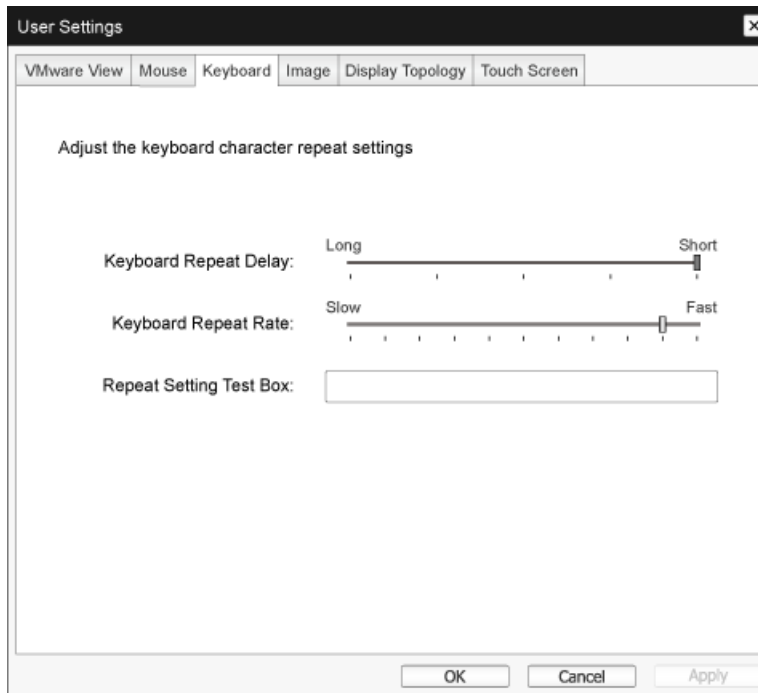 User Settings
VMware View Mouse Keyboard Image Display Topology Touch Screen
Adjust the keyboard character repeat settings
Long Short
Keyboard Repeat Delay:
Slow Fast
Keyboard Repeat Rate:
Repeat Setting Test Box:
OK Cancel Apply